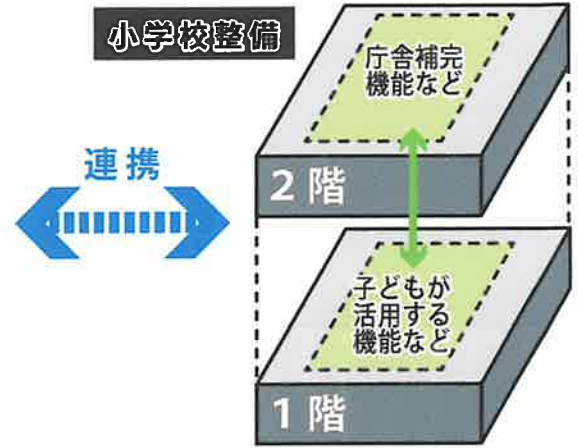 小学校整備
庁舎補完
機能など
連携
2階
子どもが
活用する
機能など
1階